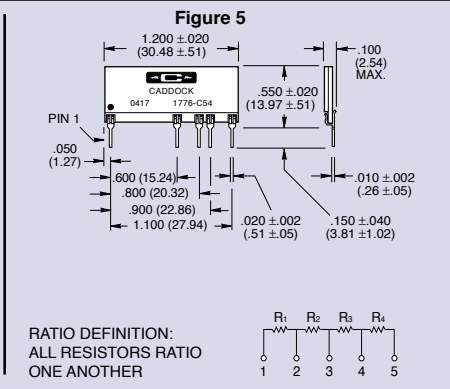 Figure 5
1.200 ±.020
(30.48 ±.51)
.100
(2.54)
MAX.
CADDOCK
0417 1776-C54
.550 ±.020
(13.97 ±.51)
PIN 1
.050
(1.27)
.600 (15.24)
.800 (20.32)
.900 (22.86)
1.100 (27.94)
.020 ±.002
(.51 ±.05)
.150 ±.040
(3.81 ±1.02)
.010 ±.002
(.26 ±.05)
RATIO DEFINITION:
ALL RESISTORS RATIO
ONE ANOTHER
R1 R2 R3 R4
1 2 3 4 5